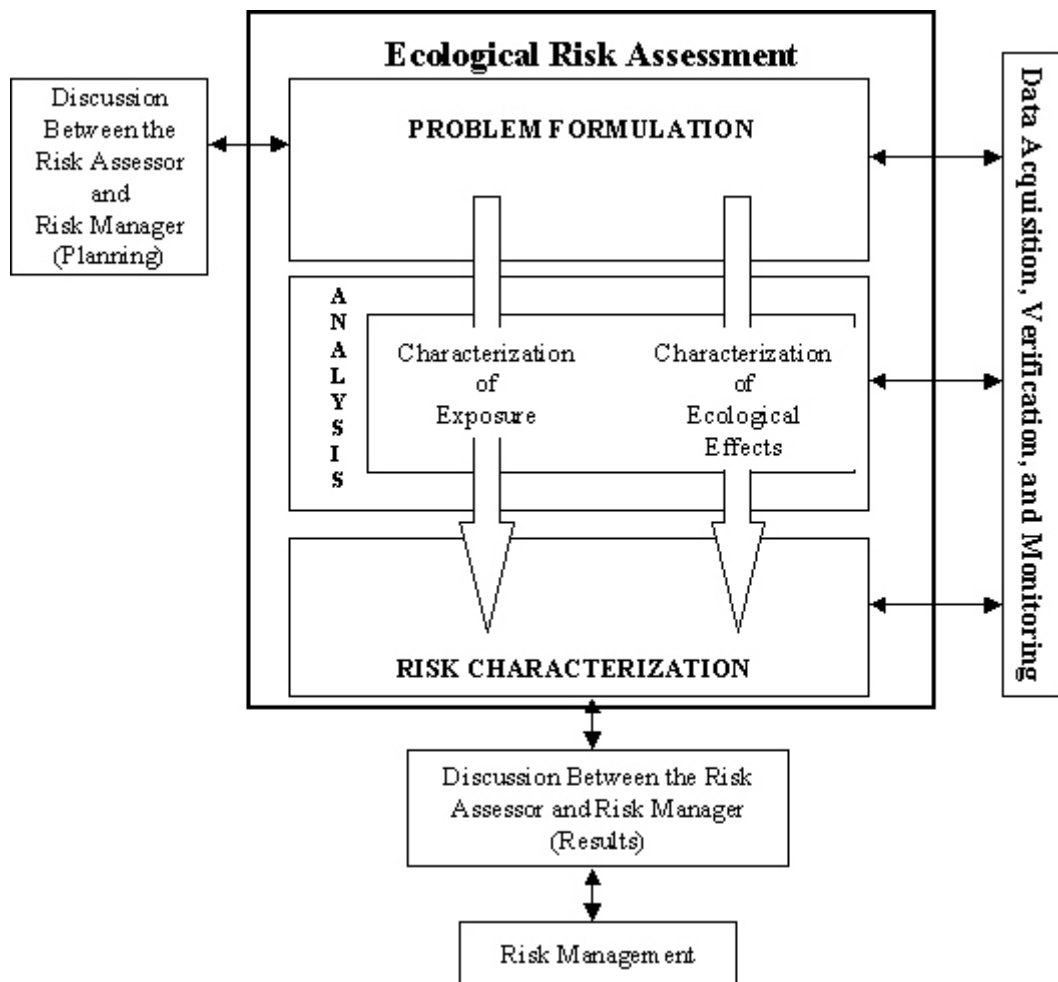 Ecological Risk Assessment
Discussion
Between the
Risk Assessor
and
Risk Manager
(Planning)
PROBLEM FORMULATION
ANALYSIS
Characterization
of
Exposure
Characterization
of
Ecological
Effects
RISK CHARACTERIZATION
Data Acquisition, Verification, and Monitoring
Discussion Between the Risk
Assessor and Risk Manager
(Results)
Risk Management